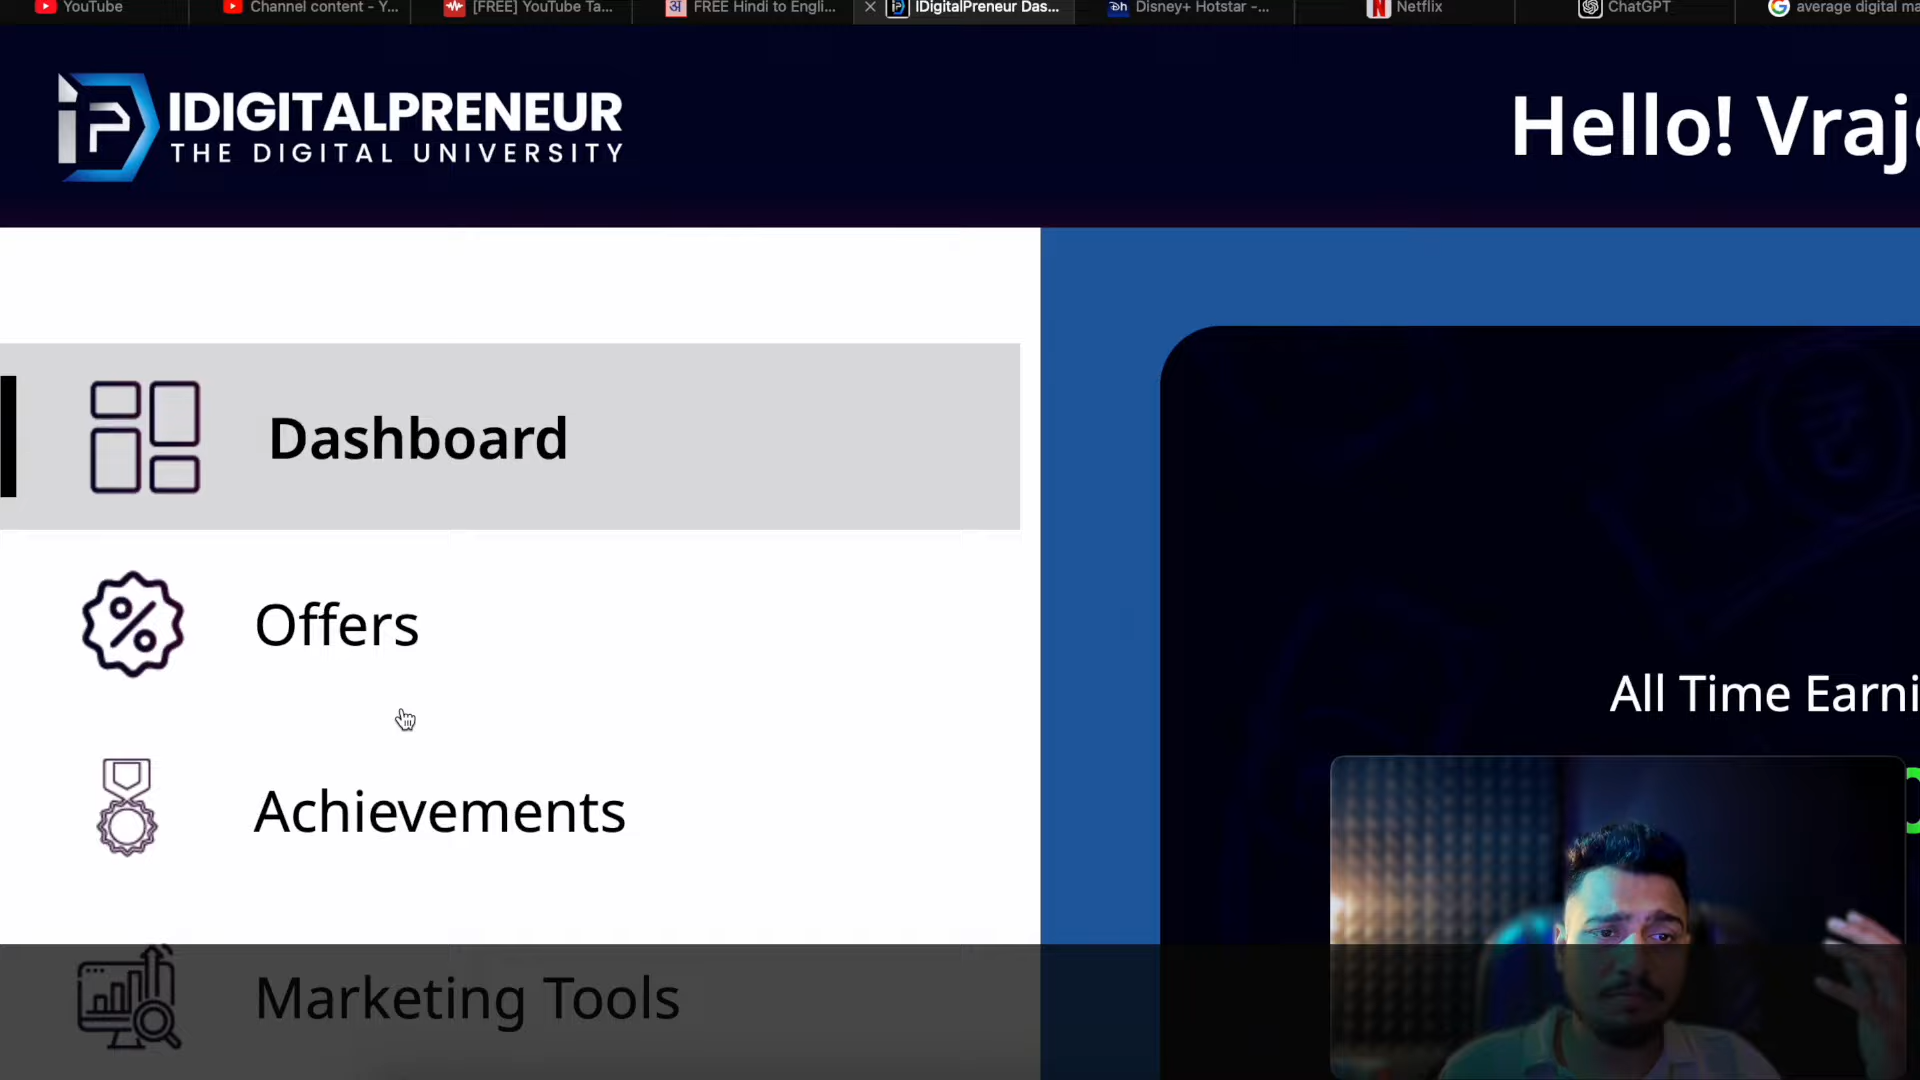 YouTube
Channel content - Y...
[FREE] YouTube Ta...
FREE Hindi to Engli...
IDigitalPreneur Das...
Disney+ Hotstar -...
Netflix
ChatGPT
average digital ma
IDIGITALPRENEUR
THE DIGITAL UNIVERSITY
Hello! Vraj
Dashboard
Offers
All Time Earni
Achievements
Marketing Tools